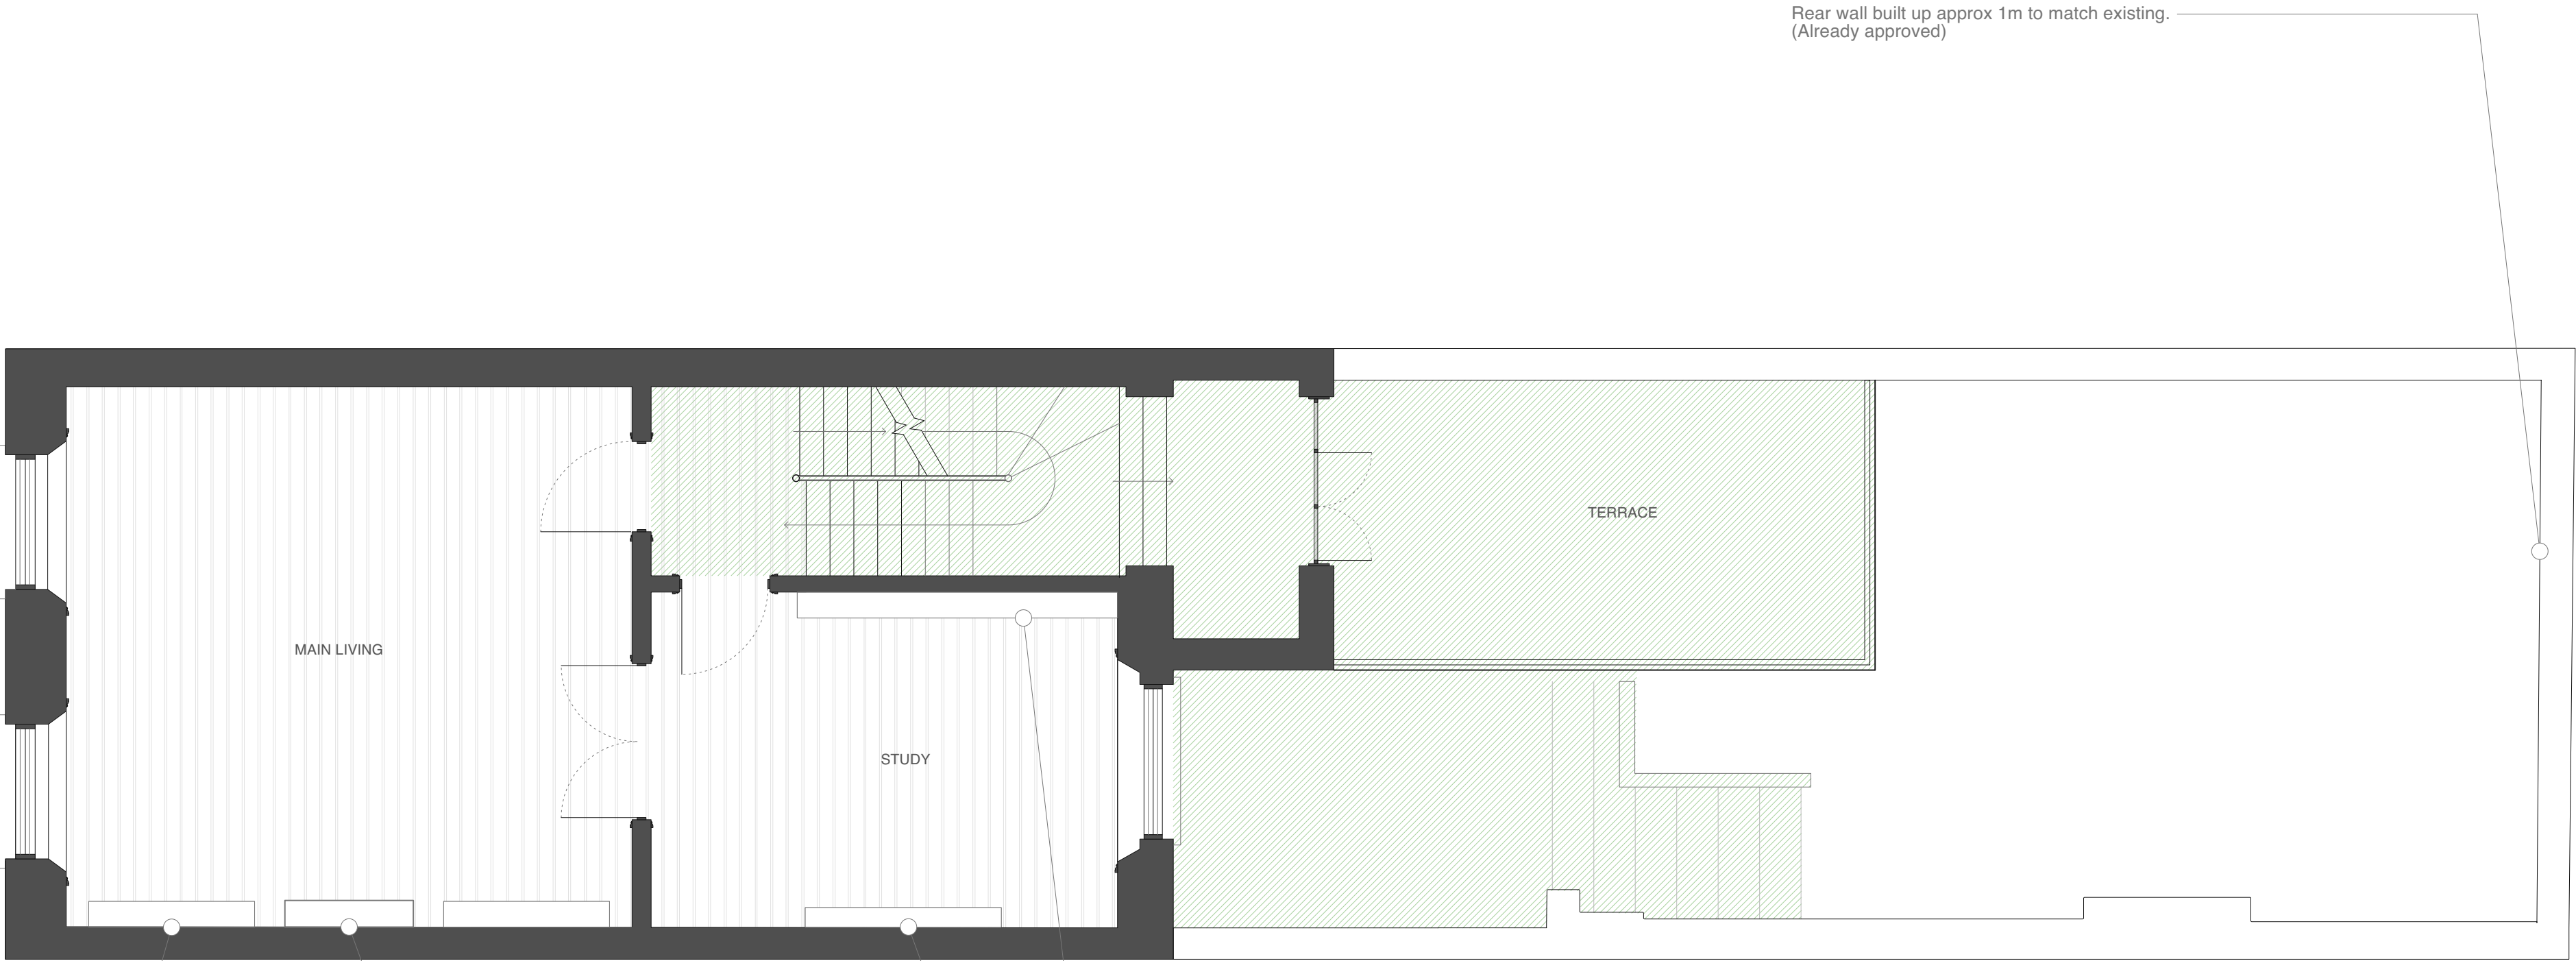 Rear wall built up approx 1m to match existing.
(Already approved)
TERRACE
MAIN LIVING
STUDY